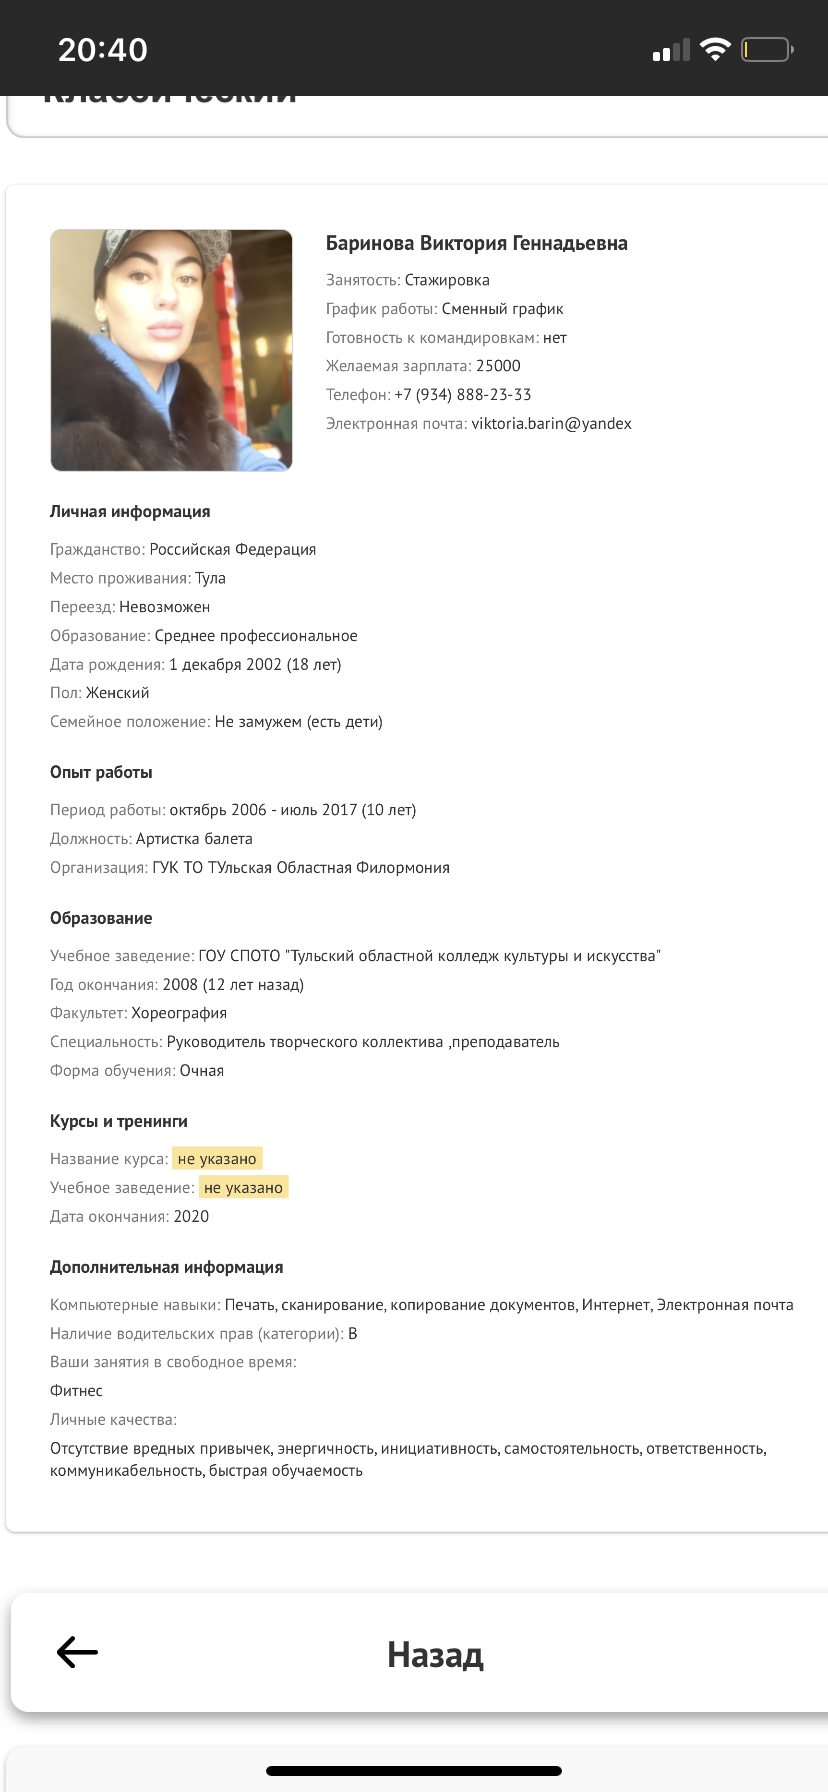 20:40
Классический
Баринова Виктория Геннадьевна
Занятость: Стажировка
График работы: Сменный график
Готовность к командировкам: нет
Желаемая зарплата: 25000
Телефон: +7 (934) 888-23-33
Электронная почта: viktoria.barin@yandex
Личная информация
Гражданство: Российская Федерация
Место проживания: Тула
Переезд: Невозможен
Образование: Среднее профессиональное
Дата рождения: 1 декабря 2002 (18 лет)
Пол: Женский
Семейное положение: Не замужем (есть дети)
Опыт работы
Период работы: октябрь 2006 - июль 2017 (10 лет)
Должность: Артистка балета
Организация: ГУК ТО ТУльская Областная Филормония
Образование
Учебное заведение: ГОУ СПОТО "Тульский областной колледж культуры и искусства"
Год окончания: 2008 (12 лет назад)
Факультет: Хореография
Специальность: Руководитель творческого коллектива ,преподаватель
Форма обучения: Очная
Курсы и тренинги
Название курса: не указано
Учебное заведение: не указано
Дата окончания: 2020
Дополнительная информация
Компьютерные навыки: Печать, сканирование, копирование документов, Интернет, Электронная почта
Наличие водительских прав (категории): B
Ваши занятия в свободное время:
Фитнес
Личные качества:
Отсутствие вредных привычек, энергичность, инициативность, самостоятельность, ответственность,
коммуникабельность, быстрая обучаемость
Назад